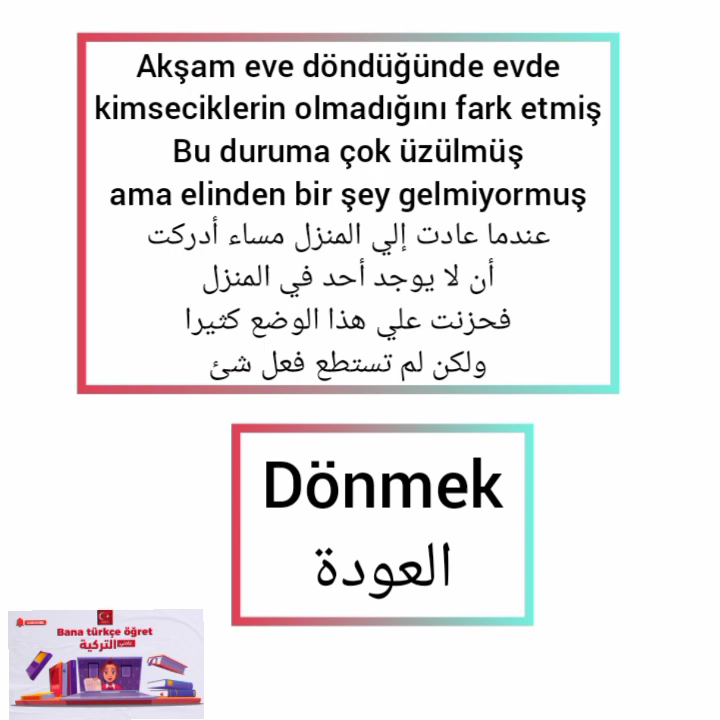 Akşam eve döndüğünde evde
kimseciklerin olmadığını fark etmiş
Bu duruma çok üzülmüş
ama elinden bir şey gelmiyormuş
عندما عادت إلي المنزل مساء أدركت
أن لا يوجد أحد في المنزل
فحزنت علي هذا الوضع كثيرا
ولكن لم تستطع فعل شئ
Dönmek
العودة
Bana türkçe öğret
التركية